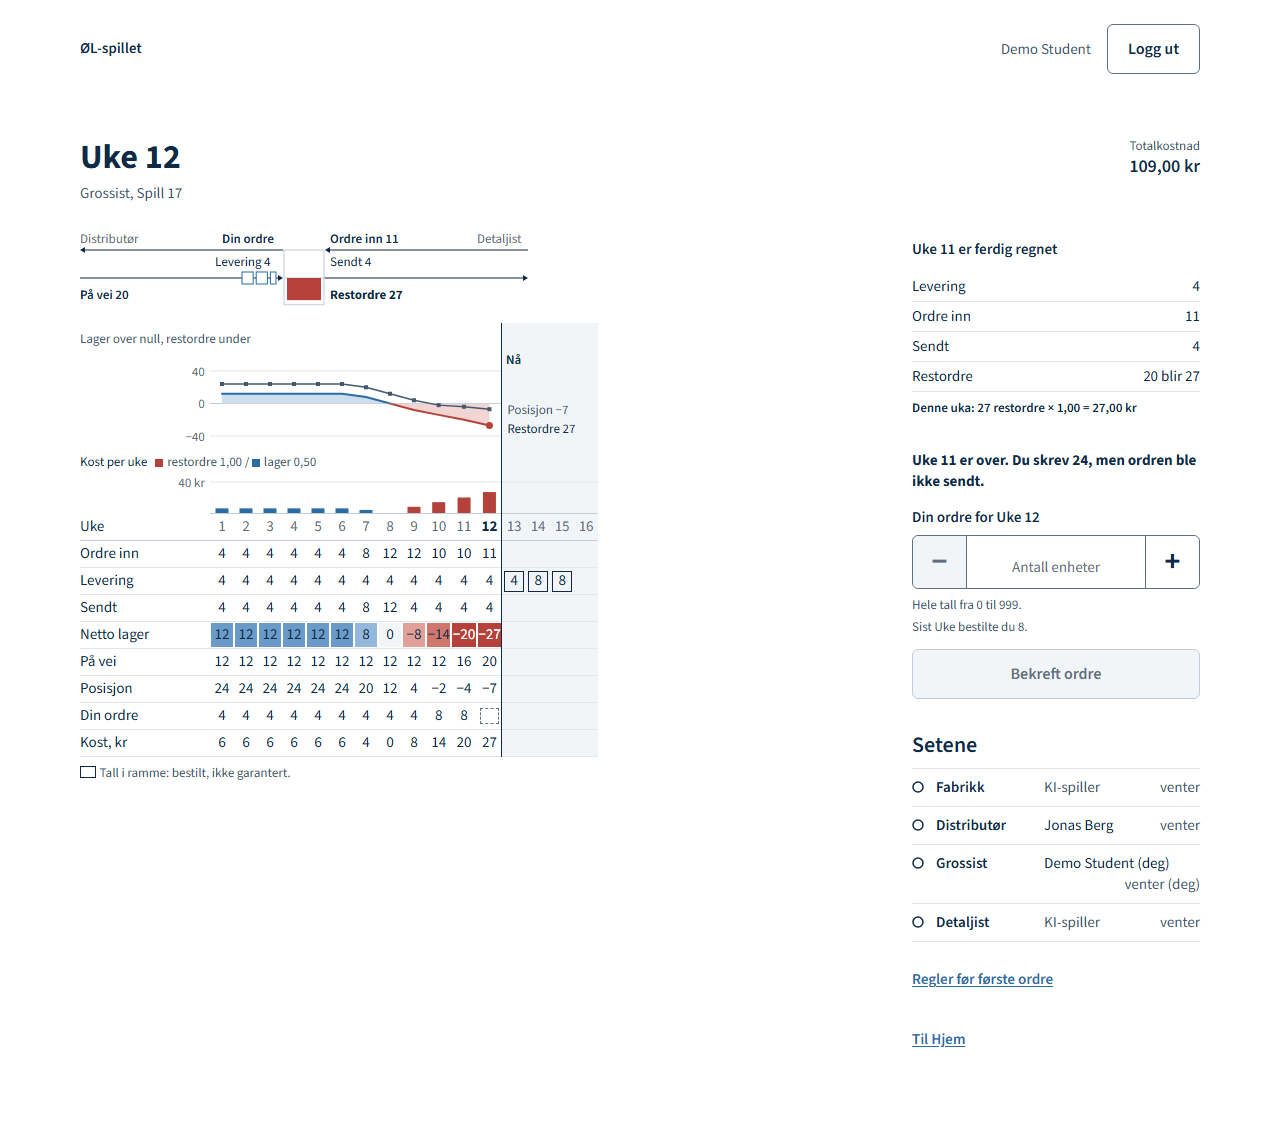 ØL-spillet
Demo Student
Logg ut
Uke 12
Grossist, Spill 17
Totalkostnad
109,00 kr
Distributør
Din ordre
Ordre inn 11
Detaljist
Levering 4
Sendt 4
På vei 20
Restordre 27
Lager over null, restordre under
Nå
40
0
−40
Posisjon −7
Restordre 27
Kost per uke restordre 1,00 / lager 0,50
40 kr
Uke 1 2 3 4 5 6 7 8 9 10 11 12 13 14 15 16
Ordre inn 4 4 4 4 4 4 8 12 12 10 10 11
Levering 4 4 4 4 4 4 4 4 4 4 4 4 4 8 8
Sendt 4 4 4 4 4 4 8 12 4 4 4 4
Netto lager 12 12 12 12 12 12 8 0 −8 −14 −20 −27
På vei 12 12 12 12 12 12 12 12 12 12 16 20
Posisjon 24 24 24 24 24 24 20 12 4 −2 −4 −7
Din ordre 4 4 4 4 4 4 4 4 4 8 8
Kost, kr 6 6 6 6 6 6 4 0 8 14 20 27
Tall i ramme: bestilt, ikke garantert.
Uke 11 er ferdig regnet
Levering 4
Ordre inn 11
Sendt 4
Restordre 20 blir 27
Denne uka: 27 restordre × 1,00 = 27,00 kr
Uke 11 er over. Du skrev 24, men ordren ble
ikke sendt.
Din ordre for Uke 12
− Antall enheter +
Hele tall fra 0 til 999.
Sist Uke bestilte du 8.
Bekreft ordre
Setene
Fabrikk KI-spiller venter
Distributør Jonas Berg venter
Grossist Demo Student (deg)
venter (deg)
Detaljist KI-spiller venter
Regler før første ordre
Til Hjem